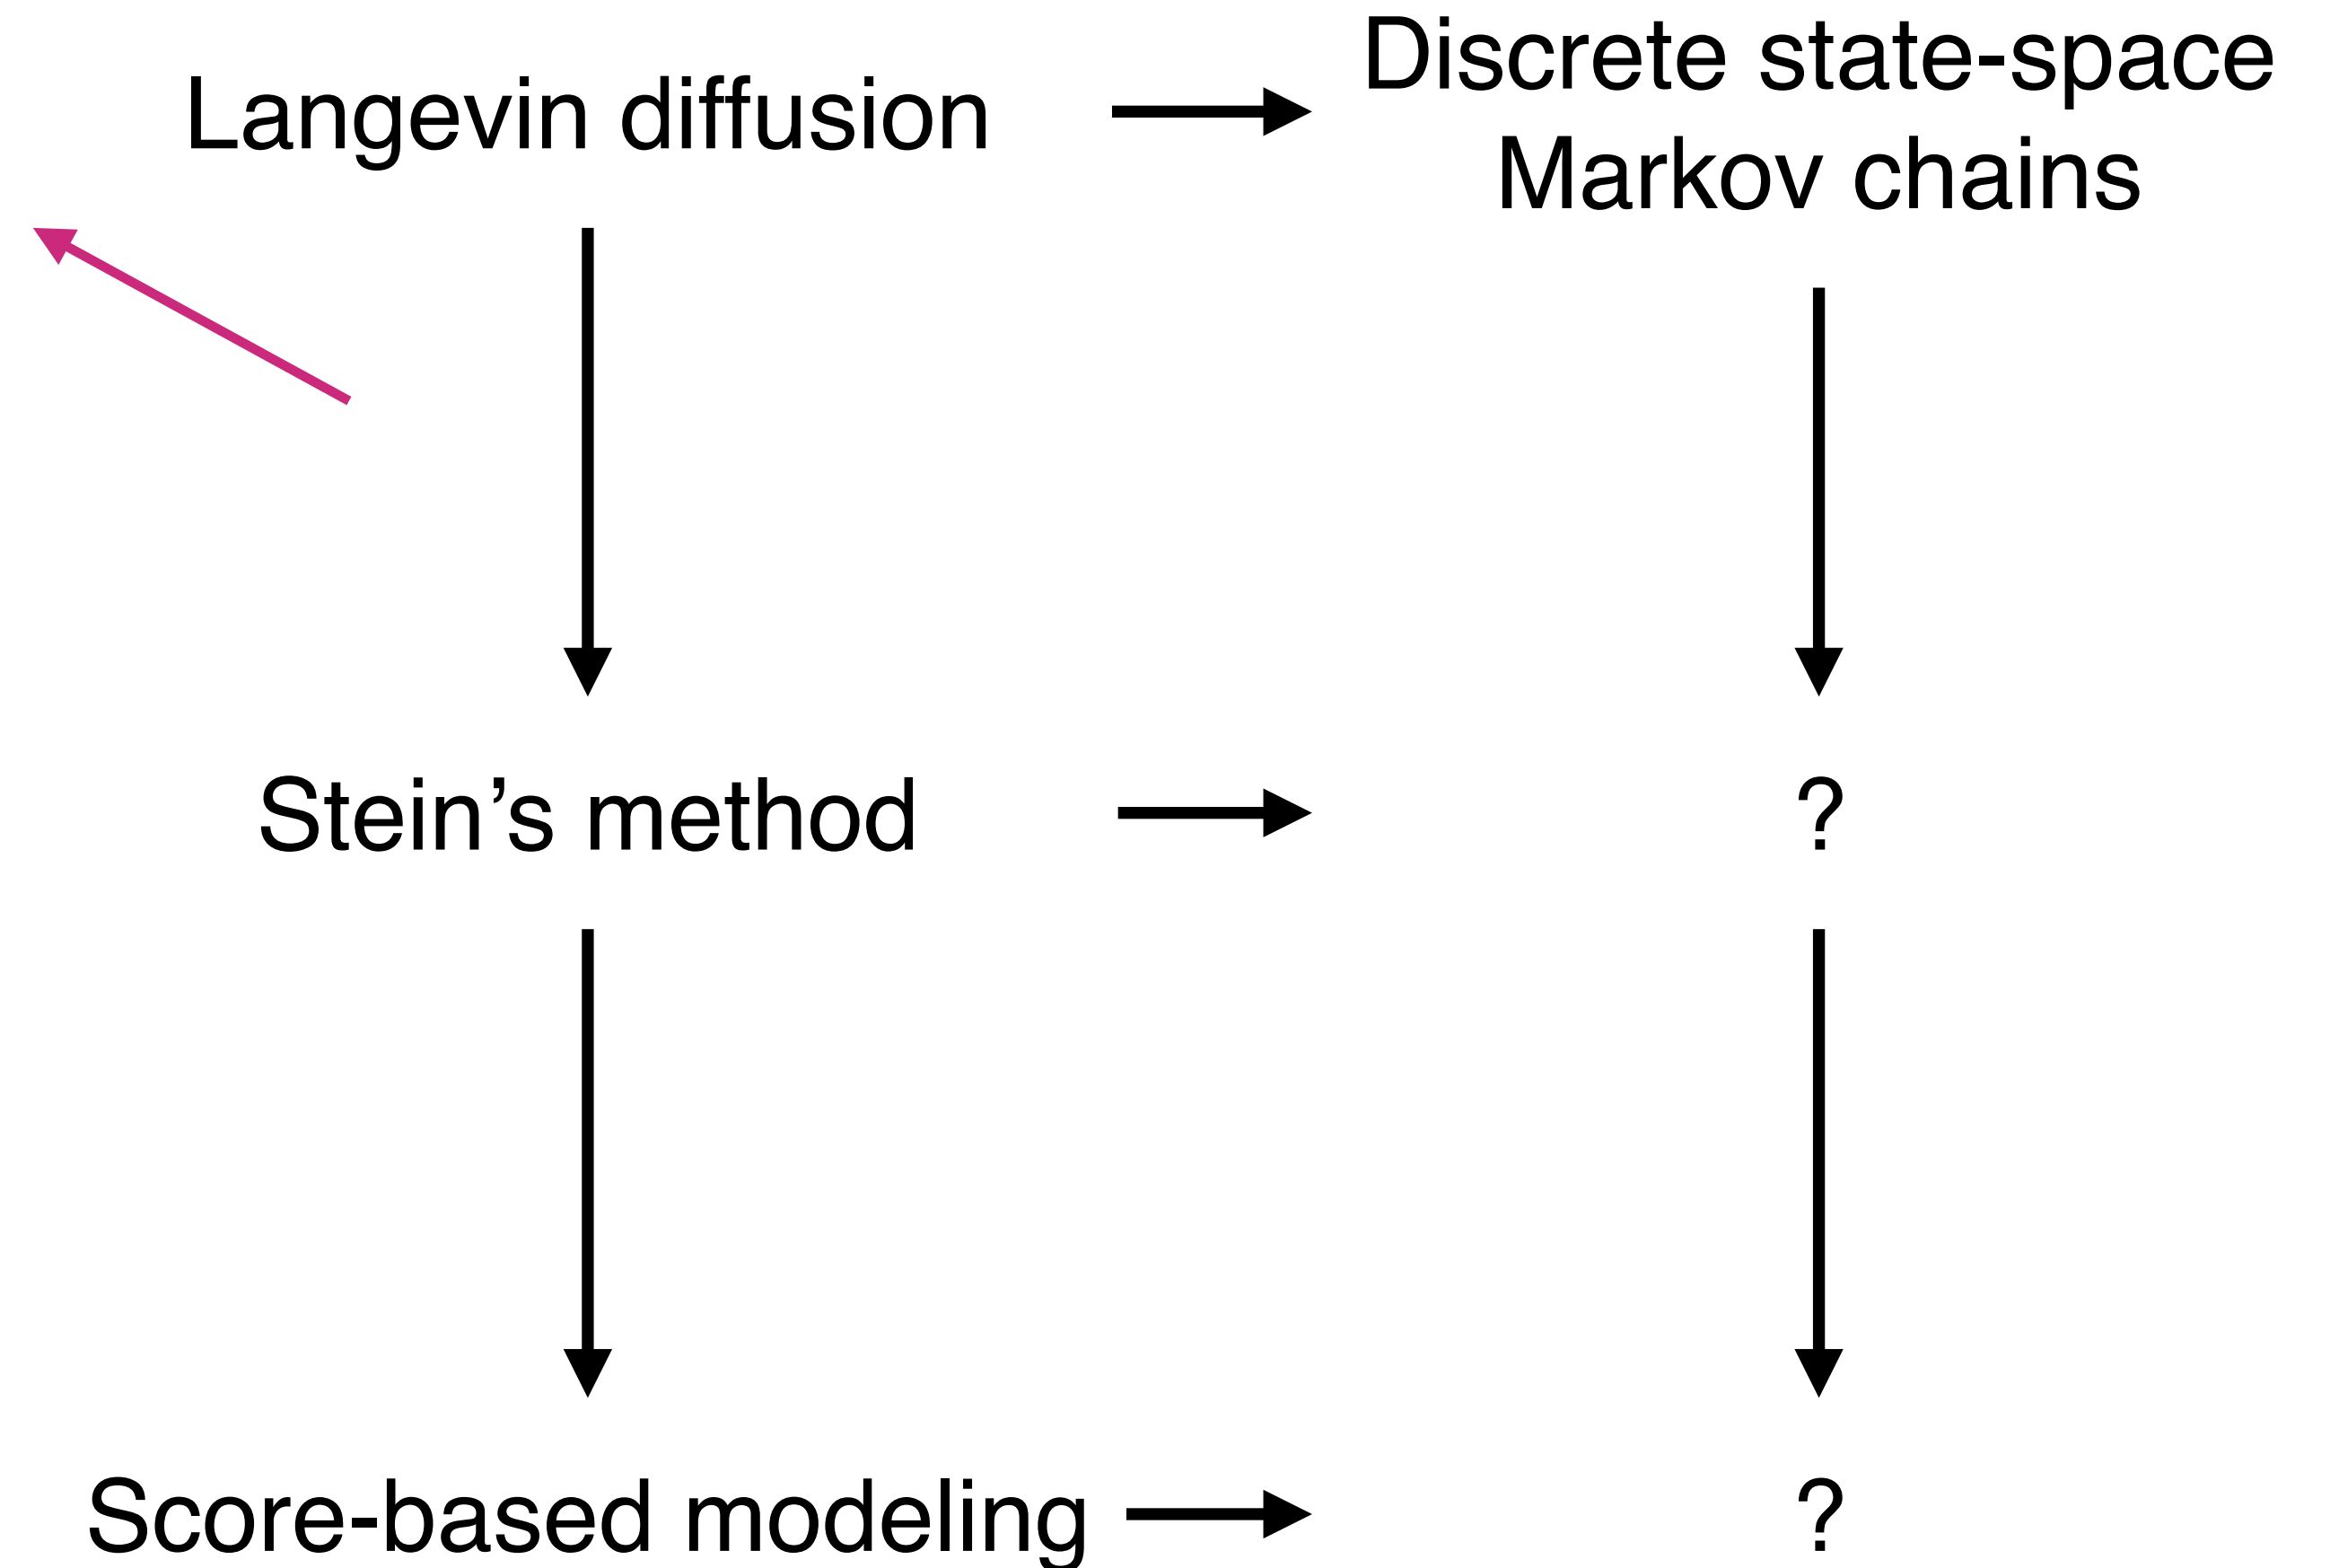 Langevin diffusion
Discrete state-space
Markov chains
Stein’s method
?
Score-based modeling
?